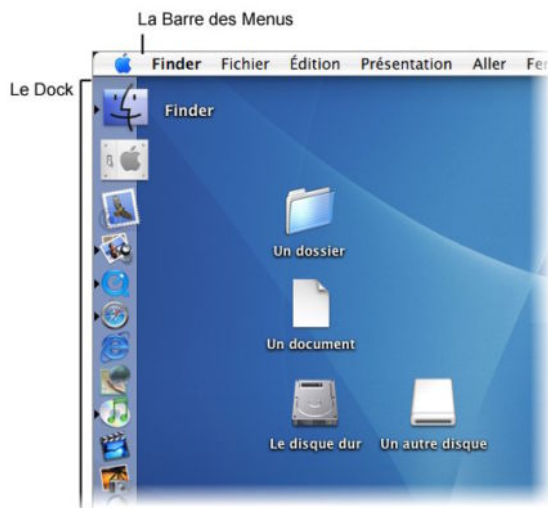 La Barre des Menus
Finder Fichier Édition Présentation Aller Fer
Le Dock
Finder
Un dossier
Un document
Le disque dur Un autre disque